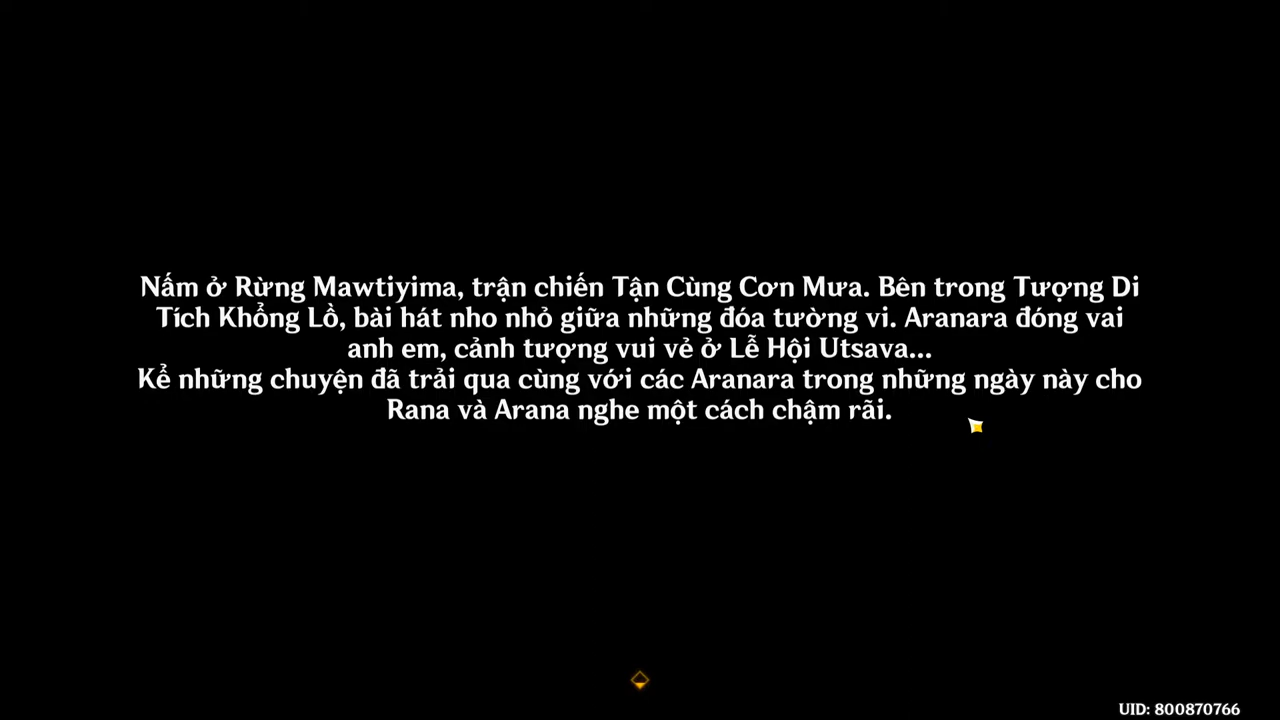 Nấm ở Rừng Mawtiyima, trận chiến Tận Cùng Cơn Mưa. Bên trong Tượng Di
Tích Khổng Lồ, bài hát nho nhỏ giữa những đóa tường vi. Aranara đóng vai
anh em, cảnh tượng vui vẻ ở Lễ Hội Utsava...
Kể những chuyện đã trải qua cùng với các Aranara trong những ngày này cho
Rana và Arana nghe một cách chậm rãi.
UID: 800870766